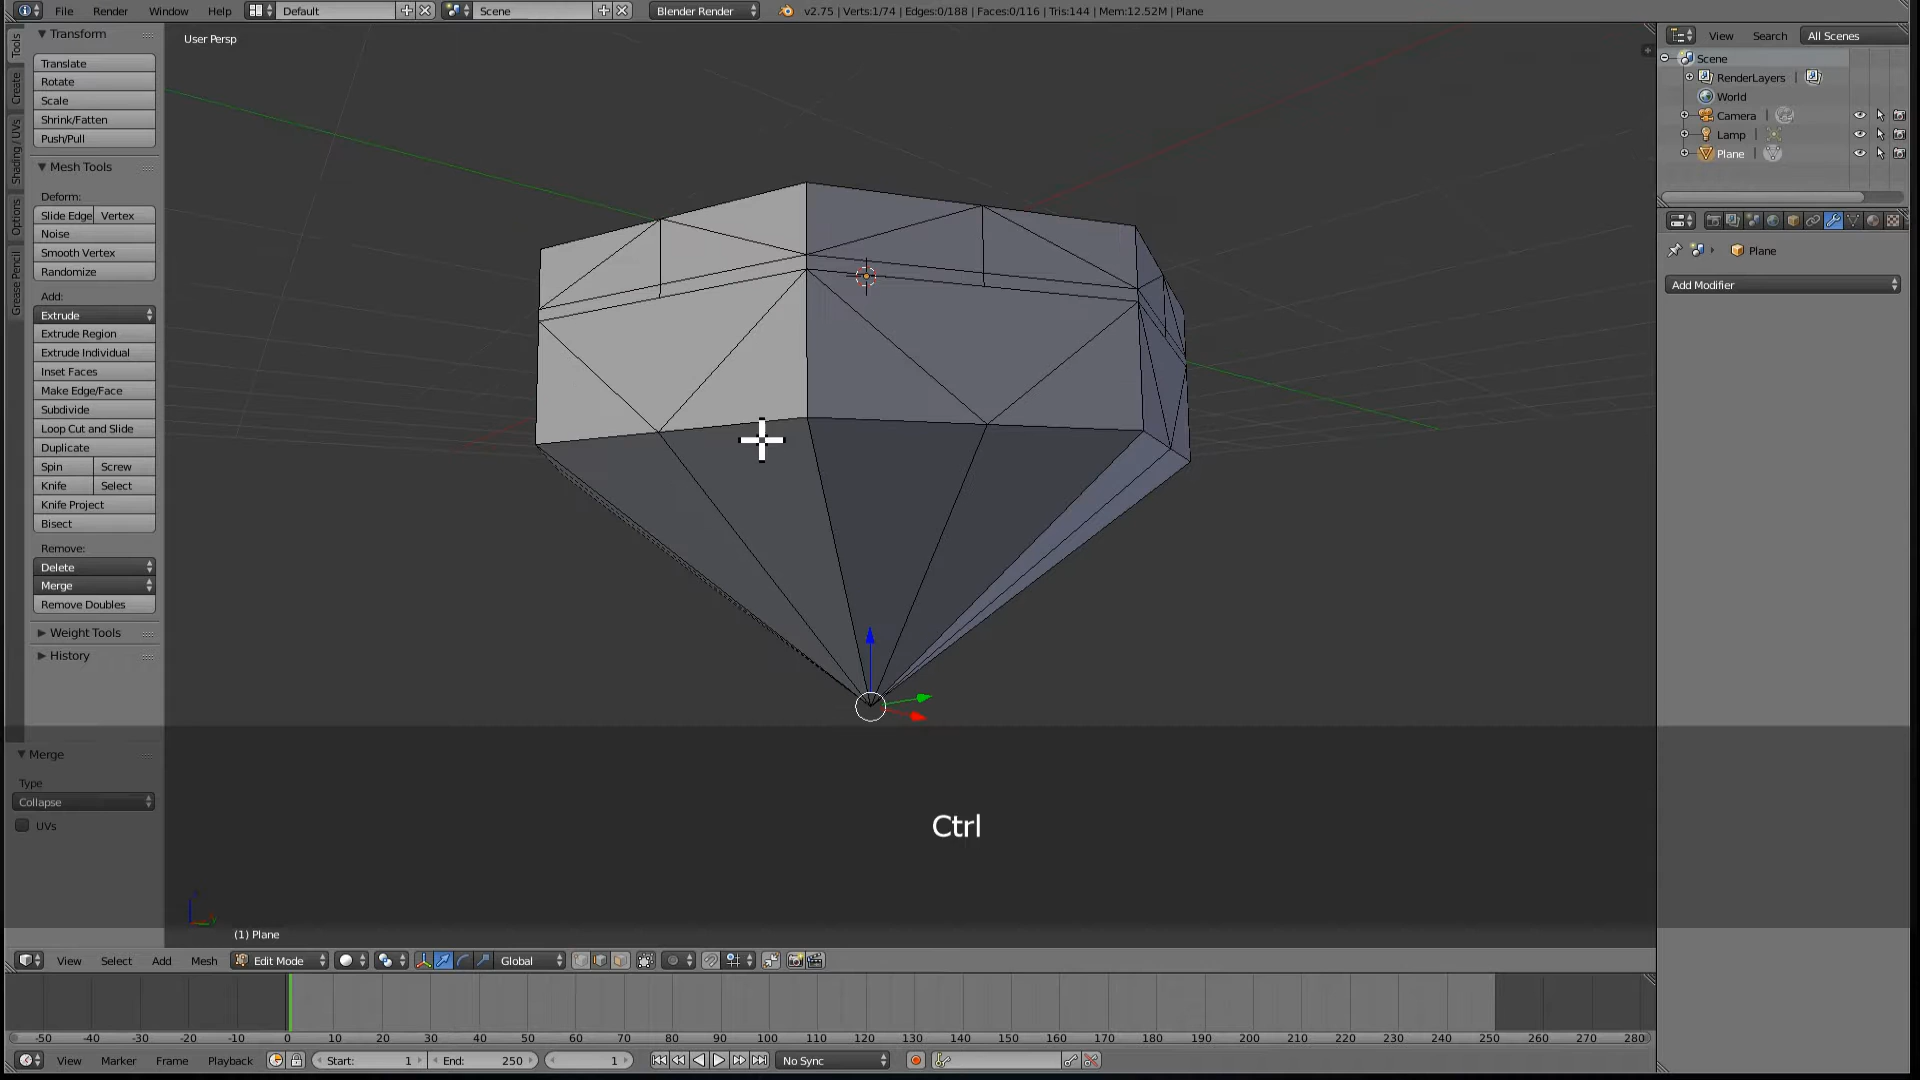 File Render Window Help Default Scene Blender Render v2.75 | Verts:1/74 | Edges:0/188 | Faces:0/116 | Tris:144 | Mem:12.52M | Plane
Tools
Create
Shading / UVs
Options
Grease Pencil
Transform
Translate
Rotate
Scale
Shrink/Fatten
Push/Pull
Mesh Tools
Deform:
Slide Edge Vertex
Noise
Smooth Vertex
Randomize
Add:
Extrude
Extrude Region
Extrude Individual
Inset Faces
Make Edge/Face
Subdivide
Loop Cut and Slide
Duplicate
Spin Screw
Knife Select
Knife Project
Bisect
Remove:
Delete
Merge
Remove Doubles
Weight Tools
History
Merge
Type
Collapse
UVs
User Persp
Ctrl
(1) Plane
View Search All Scenes
Scene
RenderLayers |
World
Camera |
Lamp |
Plane |
Plane
Add Modifier
View Select Add Mesh Edit Mode Global
-50 -40 -30 -20 -10 0 10 20 30 40 50 60 70 80 90 100 110 120 130 140 150 160 170 180 190 200 210 220 230 240 250 260 270 280
View Marker Frame Playback Start: 1 End: 250 1 No Sync